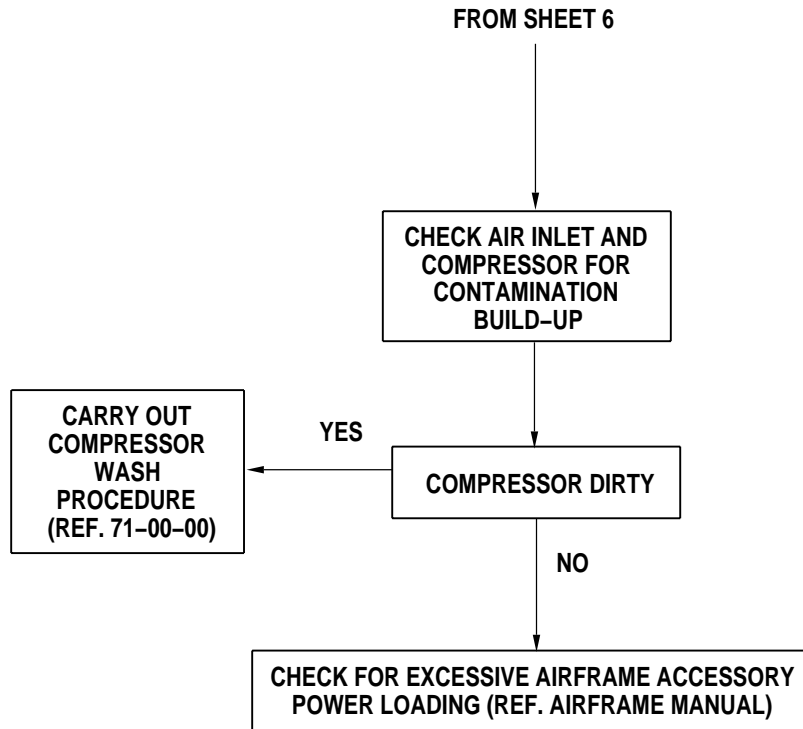 FROM SHEET 6
CHECK AIR INLET AND
COMPRESSOR FOR
CONTAMINATION
BUILD–UP
CARRY OUT
COMPRESSOR
WASH
PROCEDURE
(REF. 71–00–00)
YES
COMPRESSOR DIRTY
NO
CHECK FOR EXCESSIVE AIRFRAME ACCESSORY
POWER LOADING (REF. AIRFRAME MANUAL)